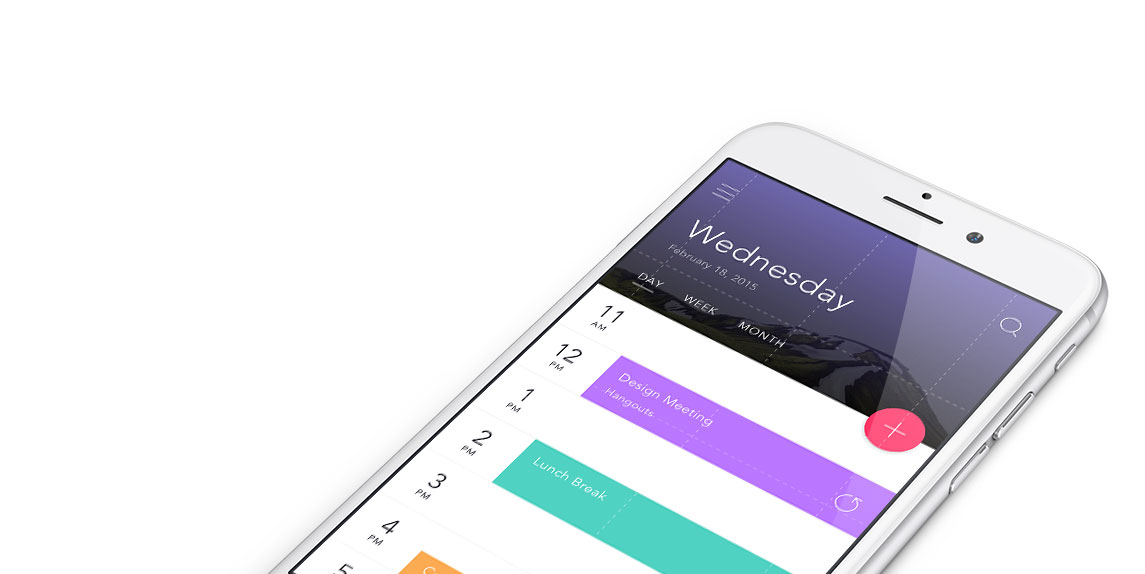 Wednesday
February 18, 2015
DAY WEEK MONTH
11
AM
12
PM
Design Meeting
Hangouts
1
PM
2
PM
Lunch Break
3
PM
4
PM
5